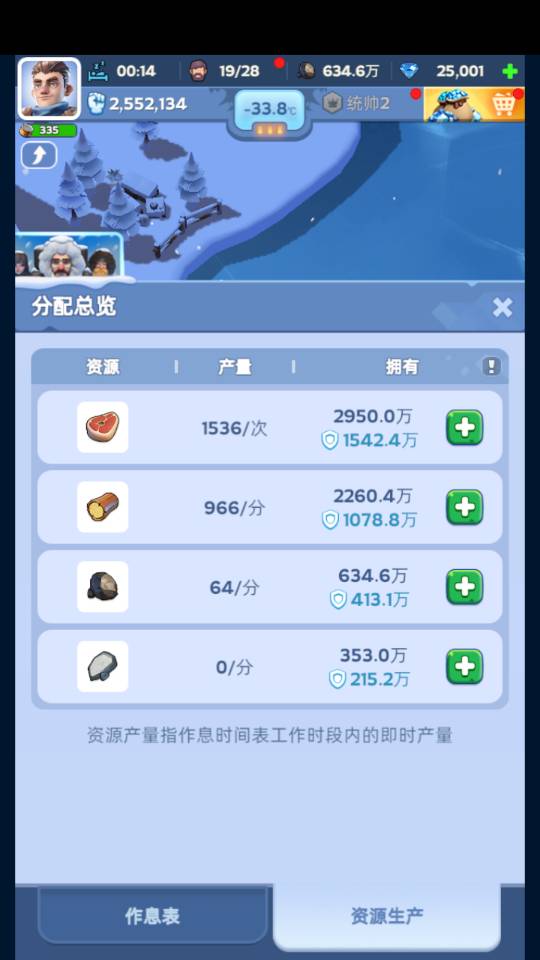 00:14 19/28 634.6万 25,001
2,552,134 -33.8℃ 统帅2
335
分配总览
资源 产量 拥有
1536/次 2950.0万
1542.4万
966/分 2260.4万
1078.8万
64/分 634.6万
413.1万
0/分 353.0万
215.2万
资源产量指作息时间表工作时段内的即时产量
作息表 资源生产